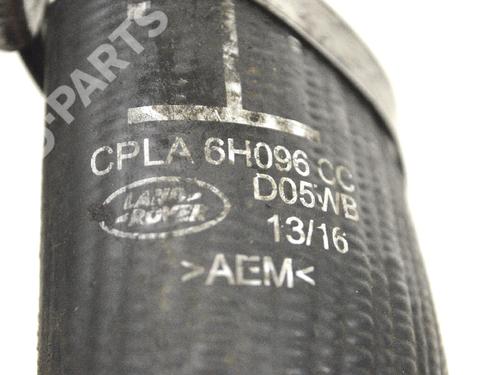 B-PARTS
CPLA 6H096 CC
LAND ROVER
D05WB
13/16
>AEM<